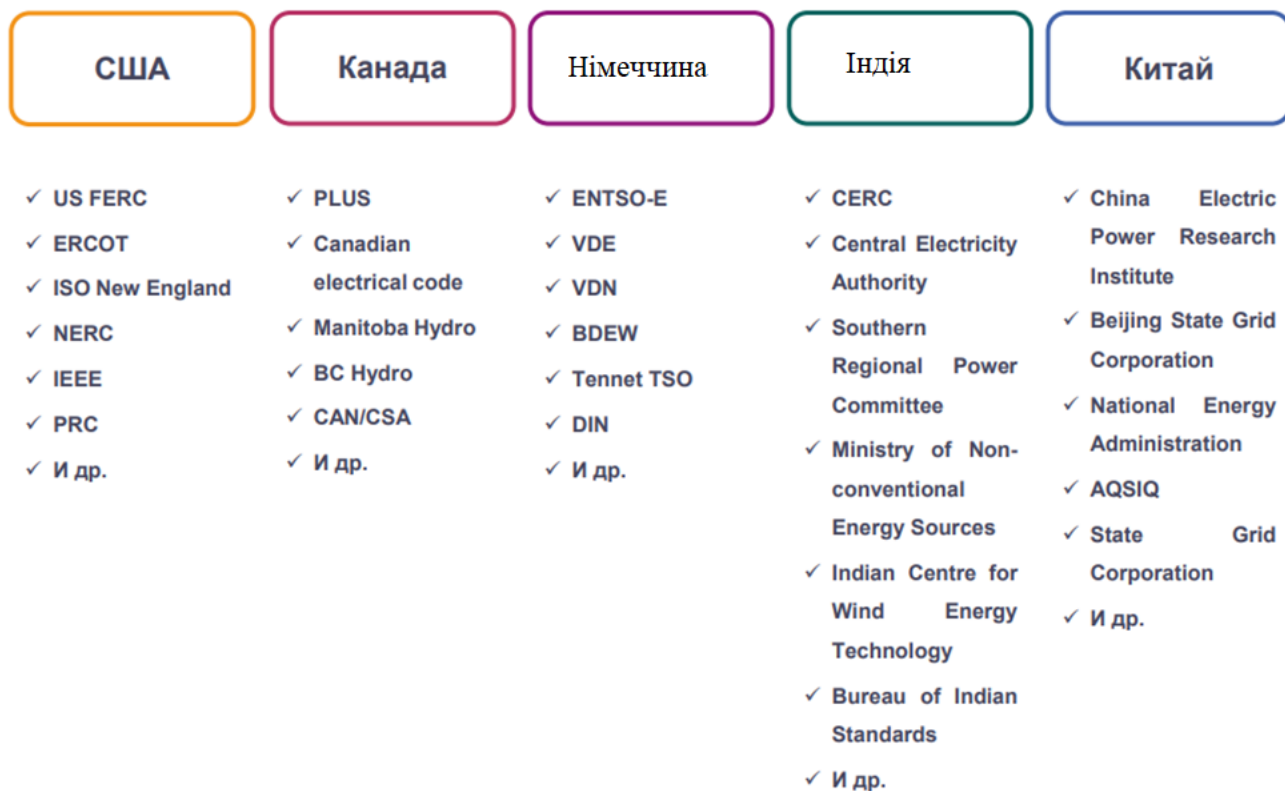 США
Канада
Німеччина
Індія
Китай
✓ US FERC
✓ ERCOT
✓ ISO New England
✓ NERC
✓ IEEE
✓ PRC
✓ И др.
✓ PLUS
✓ Canadian
electrical code
✓ Manitoba Hydro
✓ BC Hydro
✓ CAN/CSA
✓ И др.
✓ ENTSO-E
✓ VDE
✓ VDN
✓ BDEW
✓ Tennet TSO
✓ DIN
✓ И др.
✓ CERC
✓ Central Electricity
Authority
✓ Southern
Regional Power
Committee
✓ Ministry of Non-
conventional
Energy Sources
✓ Indian Centre for
Wind Energy
Technology
✓ Bureau of Indian
Standards
✓ И др.
✓ China Electric
Power Research
Institute
✓ Beijing State Grid
Corporation
✓ National Energy
Administration
✓ AQSIQ
✓ State Grid
Corporation
✓ И др.